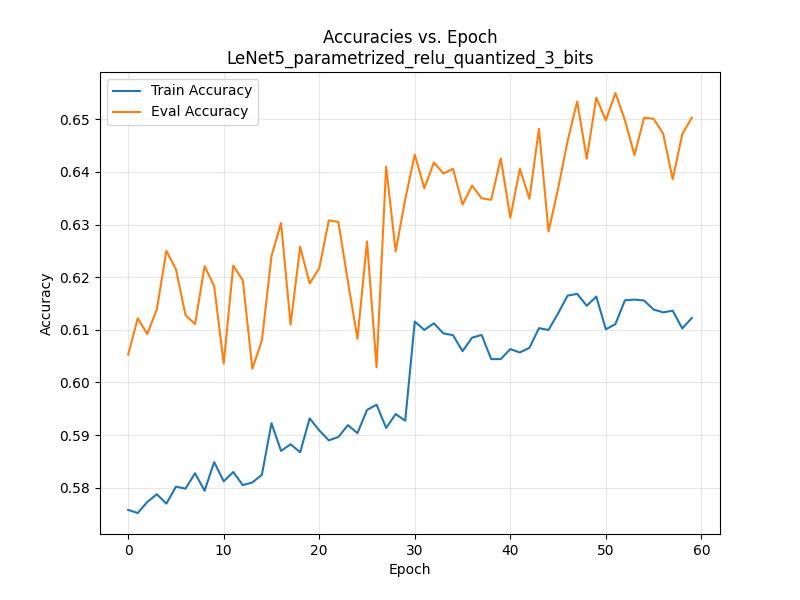 Accuracies vs. Epoch
LeNet5_parametrized_relu_quantized_3_bits
Train Accuracy
Eval Accuracy
0.65
0.64
0.63
0.62
0.61
0.60
0.59
0.58
Accuracy
0 10 20 30 40 50 60
Epoch